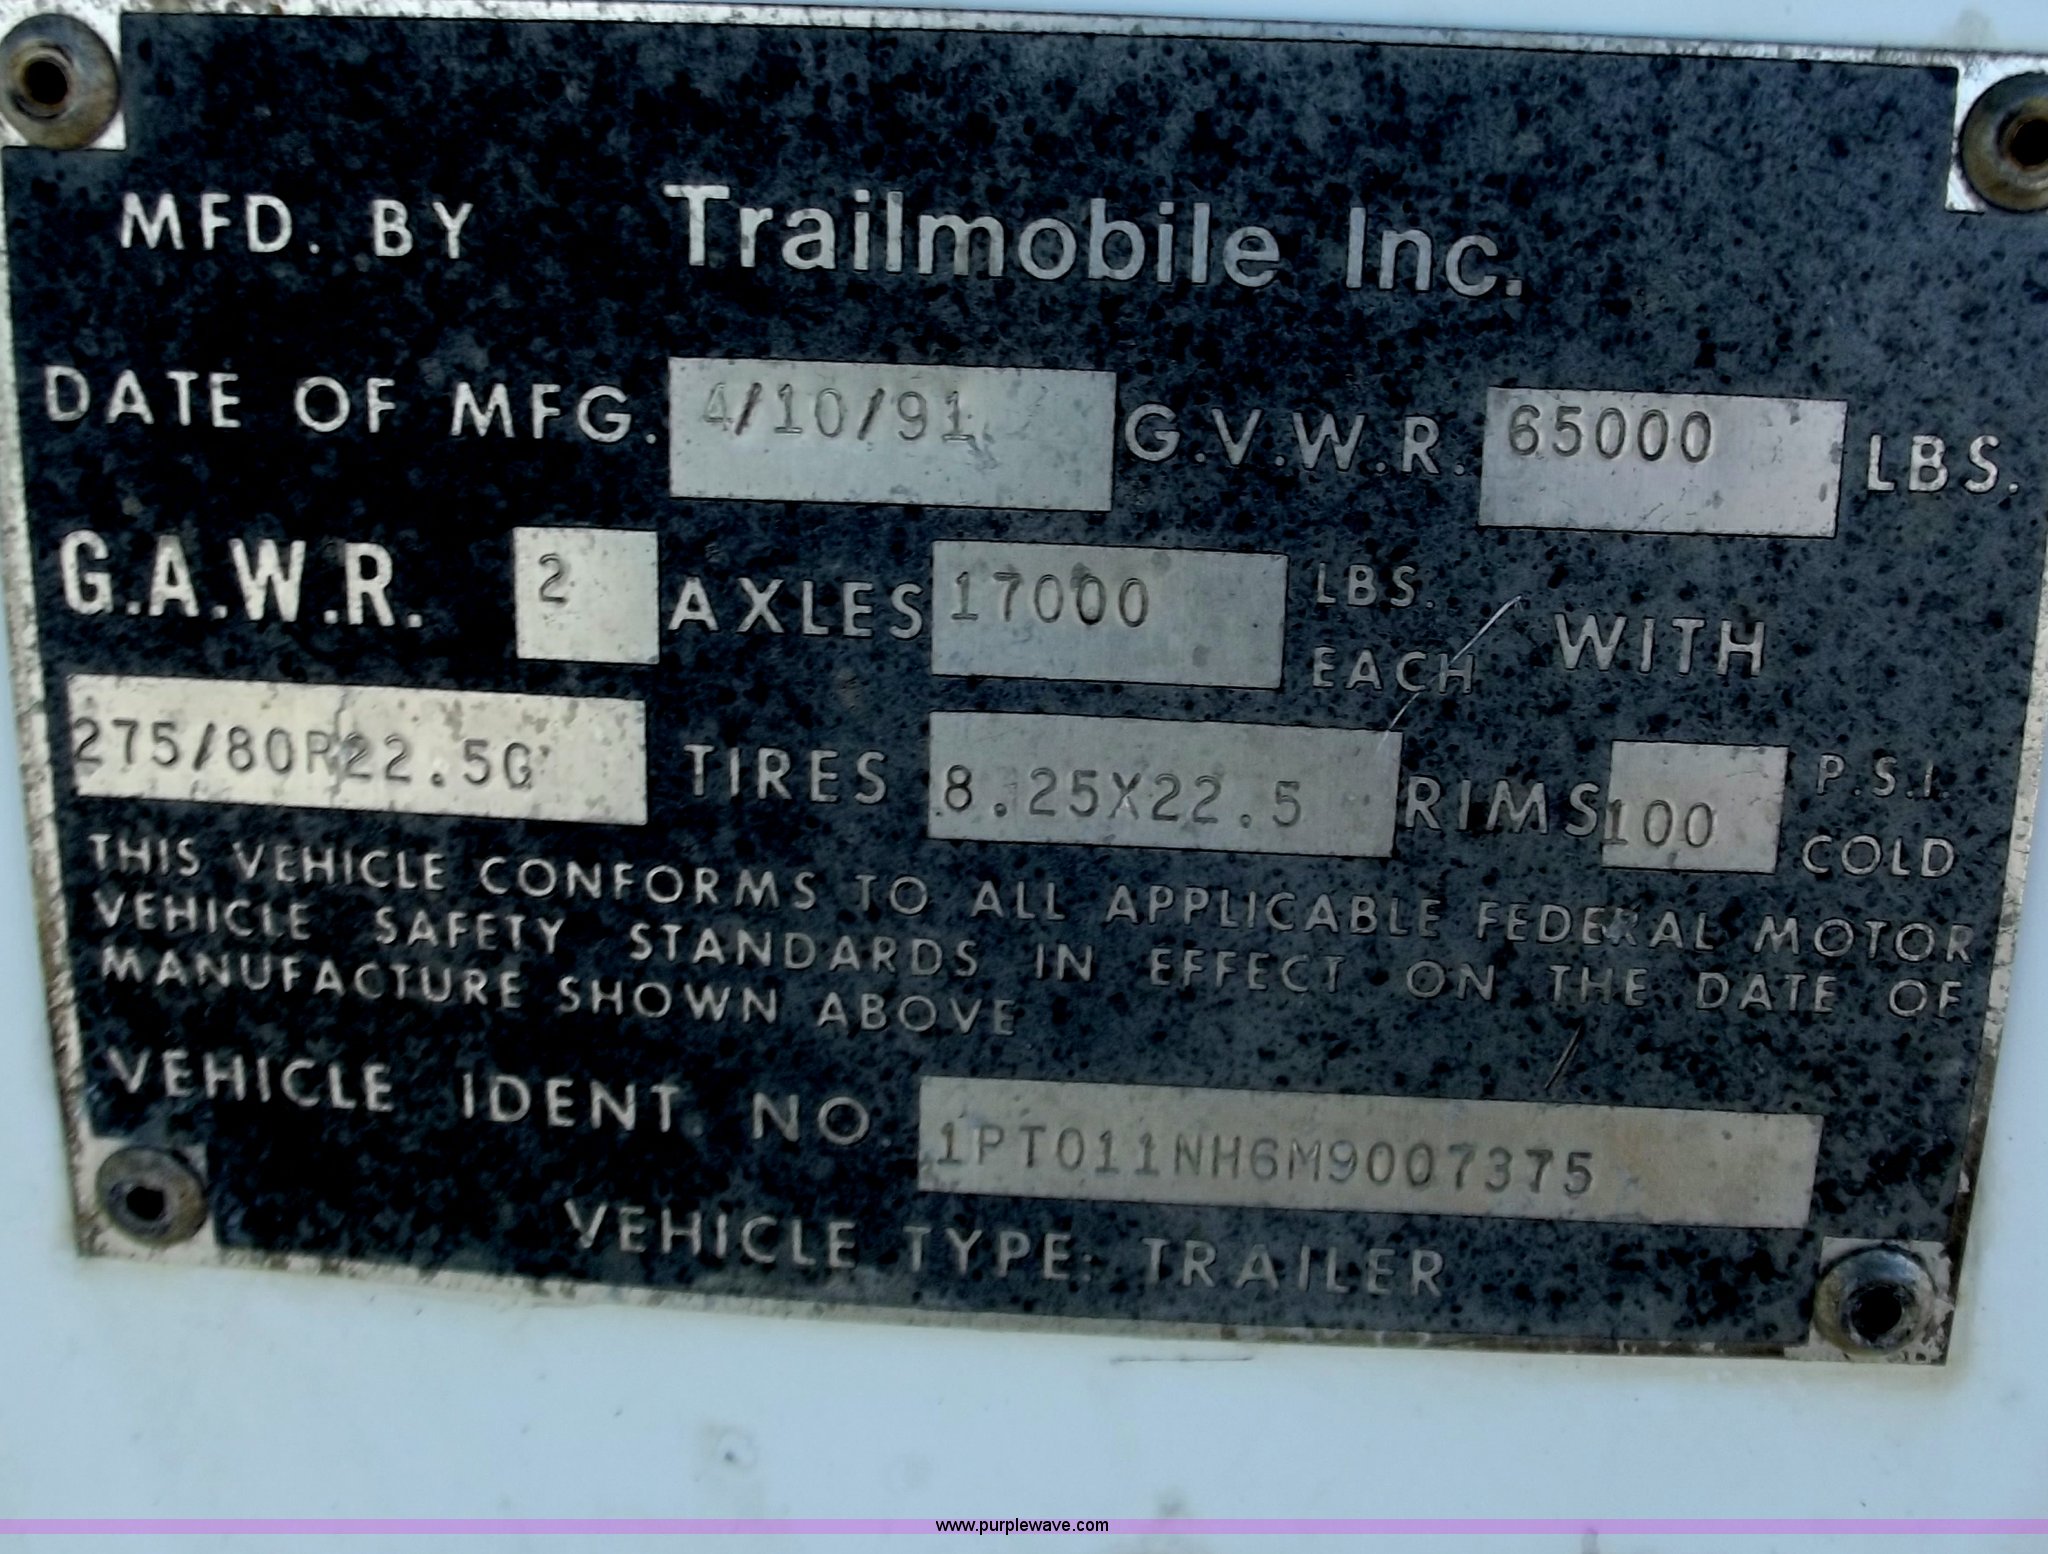 MFD. BY Trailmobile Inc.
DATE OF MFG. 4/10/91 G.V.W.R. 65000 LBS.
G.A.W.R. 2 AXLES 17000 LBS. EACH WITH
275/80R22.5G TIRES 8.25X22.5 RIMS 100 P.S.I. COLD
THIS VEHICLE CONFORMS TO ALL APPLICABLE FEDERAL MOTOR
VEHICLE SAFETY STANDARDS IN EFFECT ON THE DATE OF
MANUFACTURE SHOWN ABOVE
VEHICLE IDENT. NO. 1PT011NH6M9007375
VEHICLE TYPE: TRAILER
www.purplewave.com